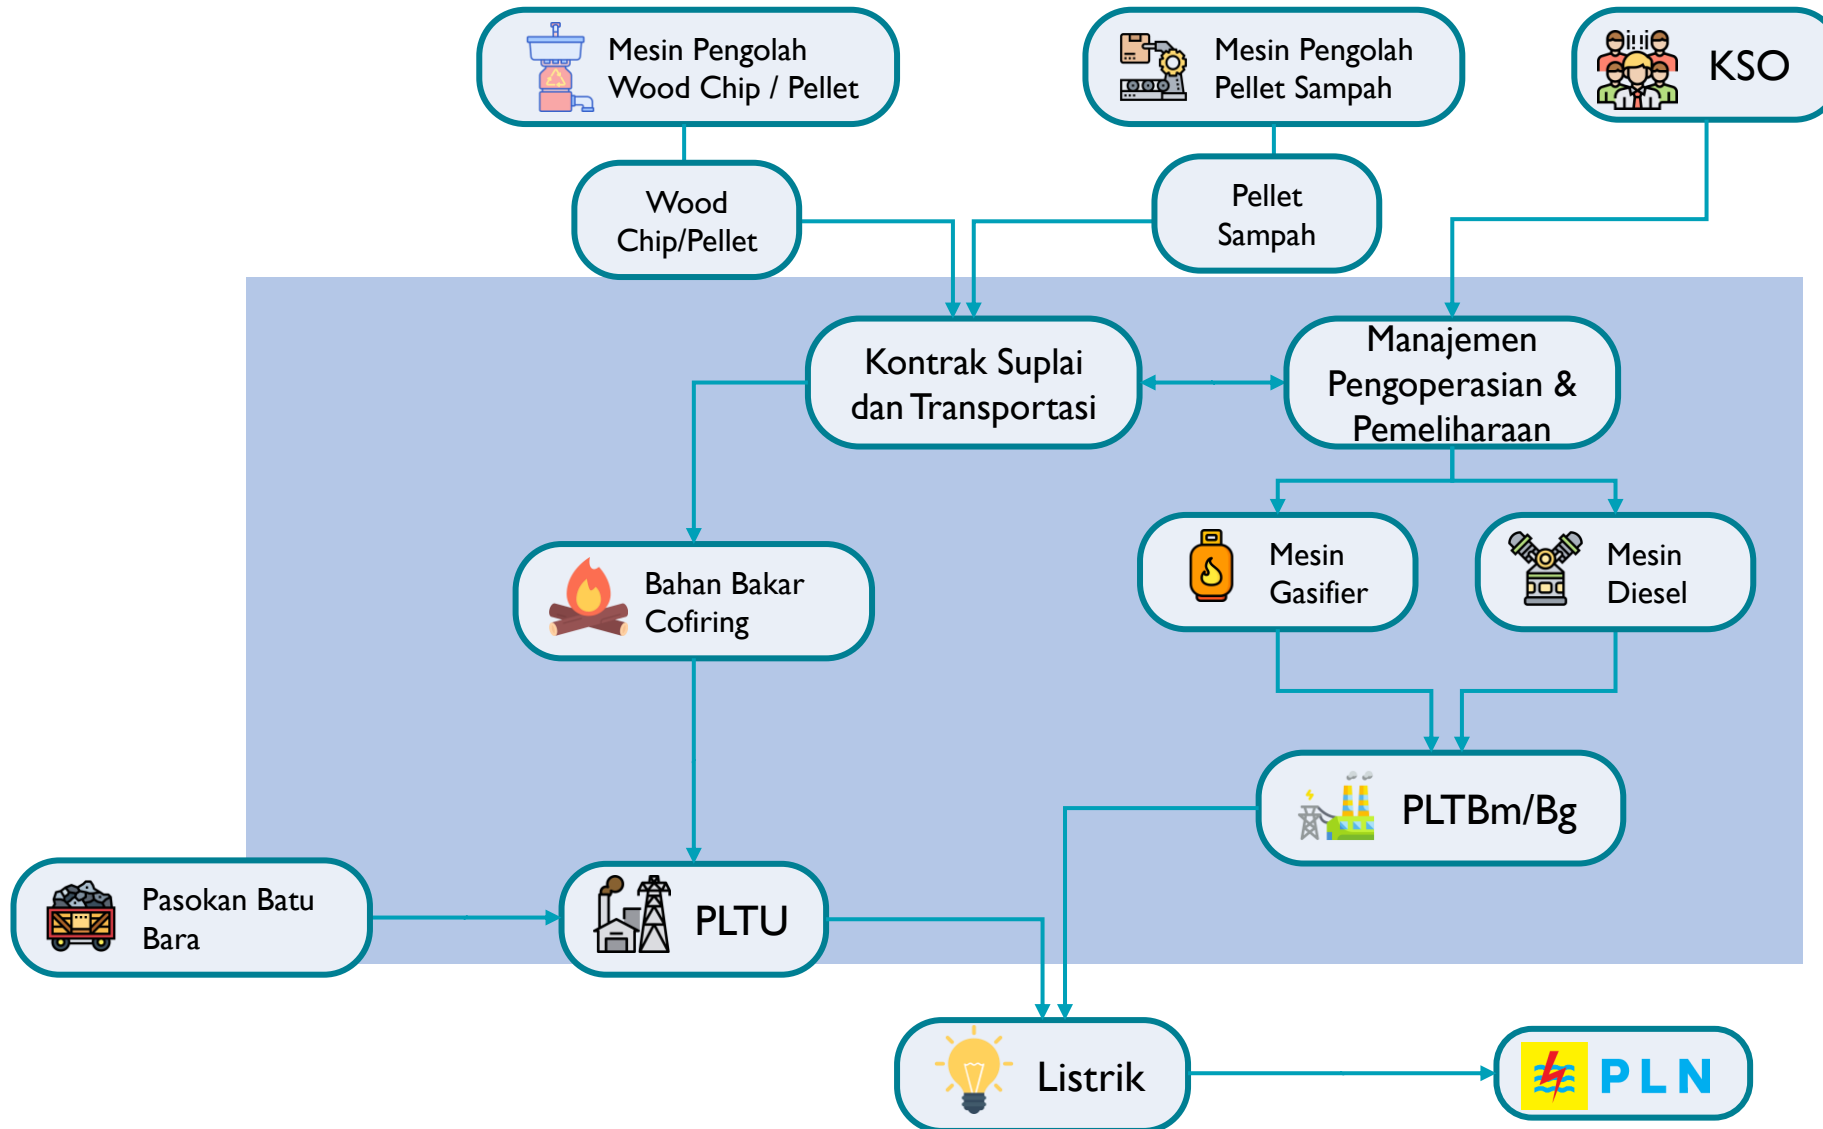 Mesin Pengolah
Wood Chip / Pellet
Mesin Pengolah
Pellet Sampah
KSO
Wood
Chip/Pellet
Pellet
Sampah
Kontrak Suplai
dan Transportasi
Manajemen
Pengoperasian &
Pemeliharaan
Bahan Bakar
Cofiring
Mesin
Gasifier
Mesin
Diesel
PLTBm/Bg
Pasokan Batu
Bara
PLTU
Listrik
PLN